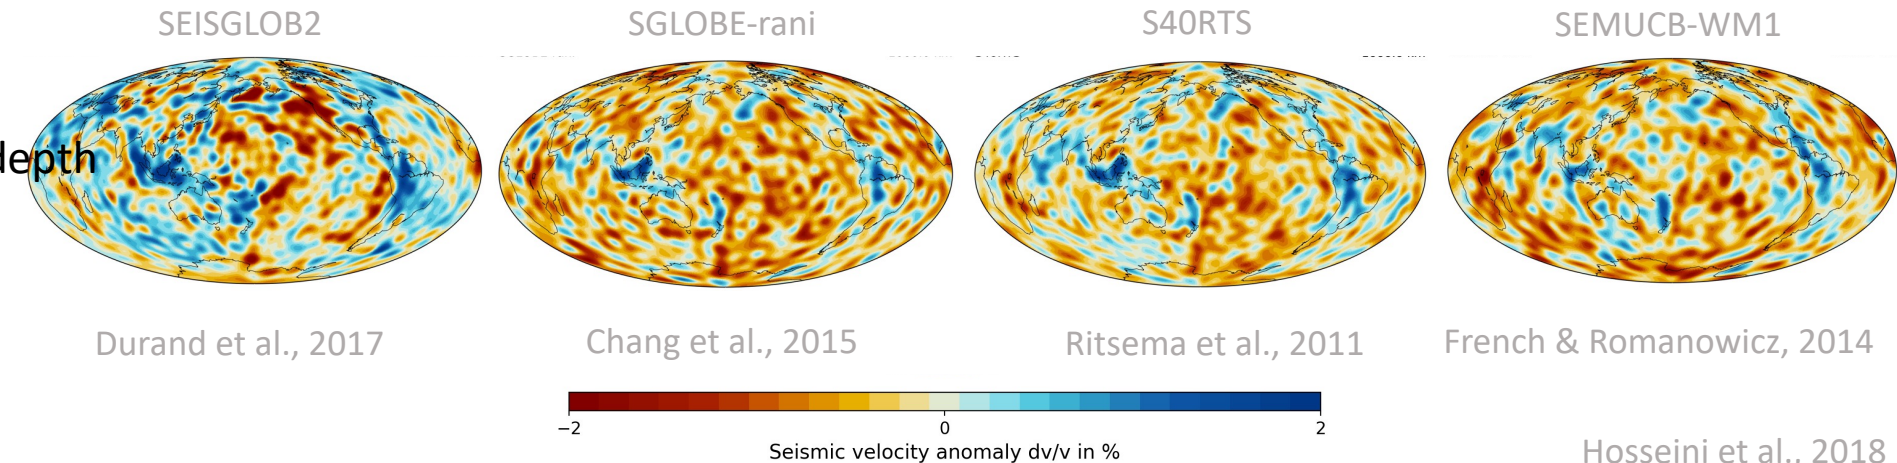 SEISGLOB2 SGLOBE-rani S40RTS SEMUCB-WM1
depth
Durand et al., 2017 Chang et al., 2015 Ritsema et al., 2011 French & Romanowicz, 2014
−2 0 2
Seismic velocity anomaly dv/v in %
Hosseini et al., 2018